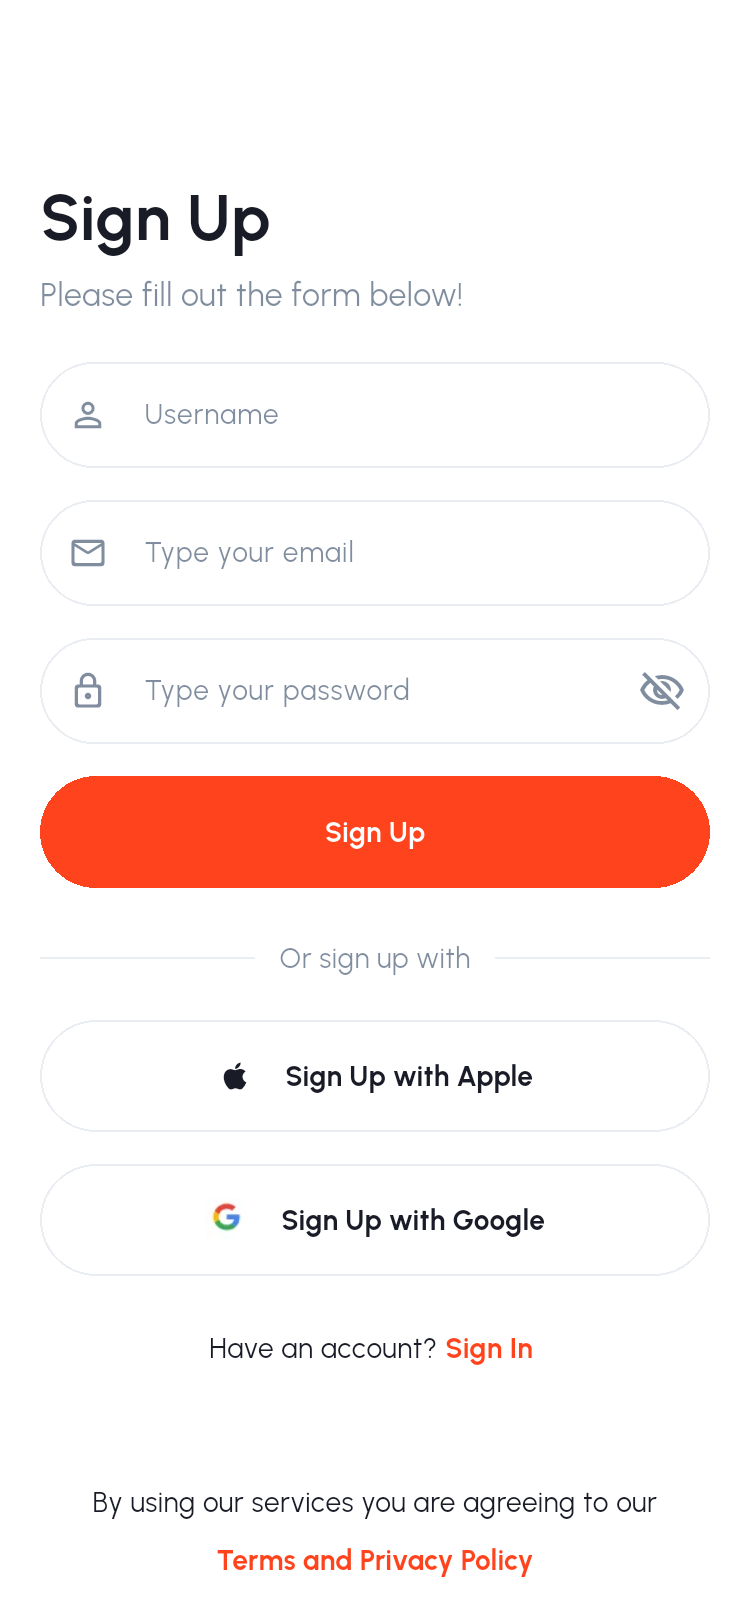 Sign Up
Please fill out the form below!
Username
Type your email
Type your password
Sign Up
Or sign up with
Sign Up with Apple
Sign Up with Google
Have an account? Sign In
By using our services you are agreeing to our
Terms and Privacy Policy